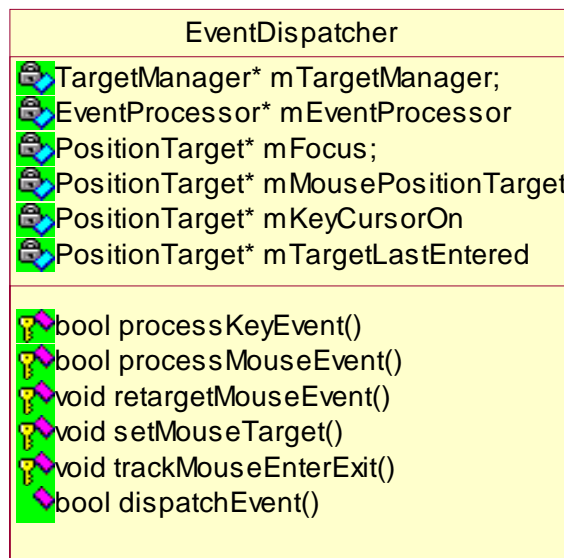 EventDispatcher
TargetManager* mTargetManager;
EventProcessor* mEventProcessor
PositionTarget* mFocus;
PositionTarget* mMousePositionTarget
PositionTarget* mKeyCursorOn
PositionTarget* mTargetLastEntered
bool processKeyEvent()
bool processMouseEvent()
void retargetMouseEvent()
void setMouseTarget()
void trackMouseEnterExit()
bool dispatchEvent()